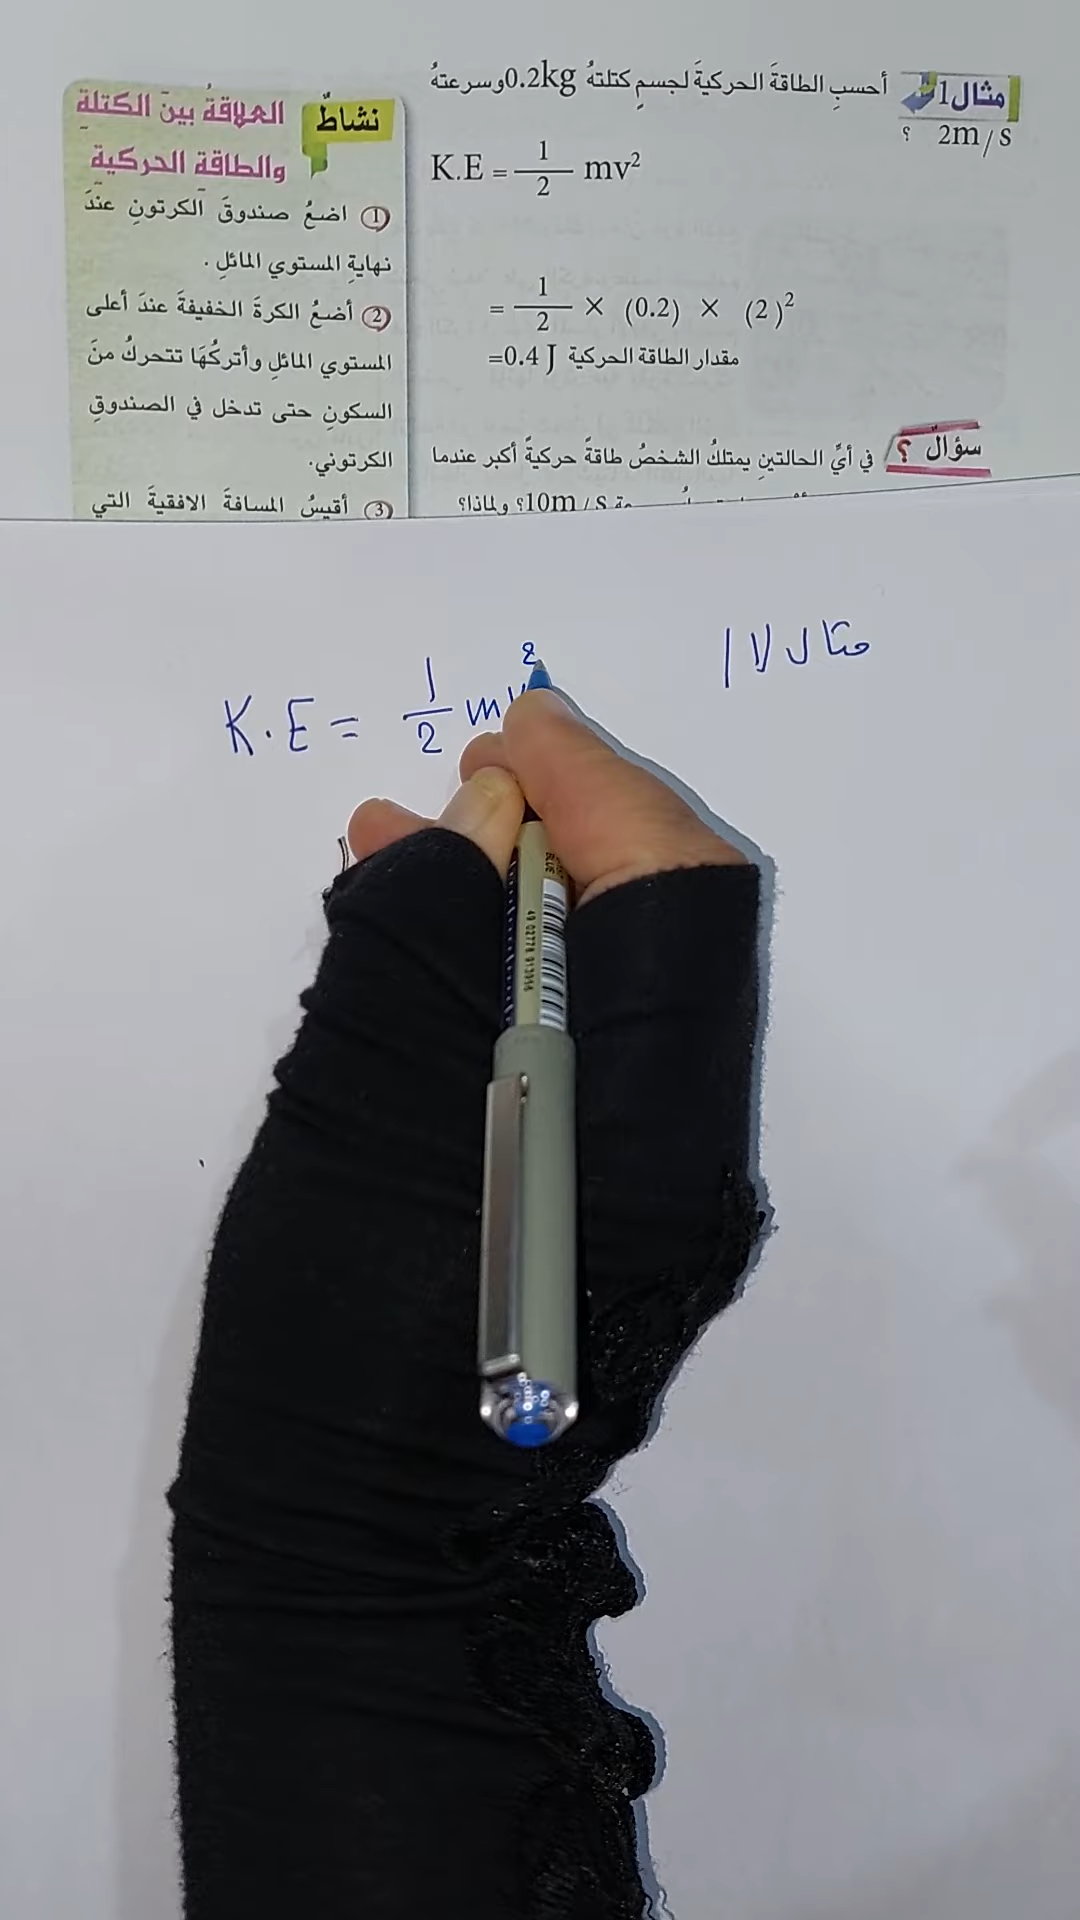 مثال1
أحسبِ الطاقةَ الحركيةَ لجسمٍ كتلتهُ 0.2kg وسرعتهُ
2m/s ؟
K.E = 1/2 mv²
= 1/2 × (0.2) × (2)²
مقدار الطاقة الحركية 0.4 J=
سؤالٌ ؟
في أيِّ الحالتينِ يمتلكُ الشخصُ طاقةً حركيةً أكبر عندما
10m/s؟ ولماذا؟
نشاطٌ
العلاقةُ بينَ الكتلةِ
والطاقةِ الحركيةِ
① اضعُ صندوقَ الكرتونِ عندَ
نهايةِ المستوي المائلِ .
② أضعُ الكرةَ الخفيفةَ عندَ أعلى
المستوي المائلِ وأتركُهَا تتحركُ منَ
السكونِ حتى تدخل في الصندوقِ
الكرتوني.
③ أقيسُ المسافةَ الافقيةَ التي
مثال 1/
K.E = 1/2 mv²
49 02778 913956
BLUE